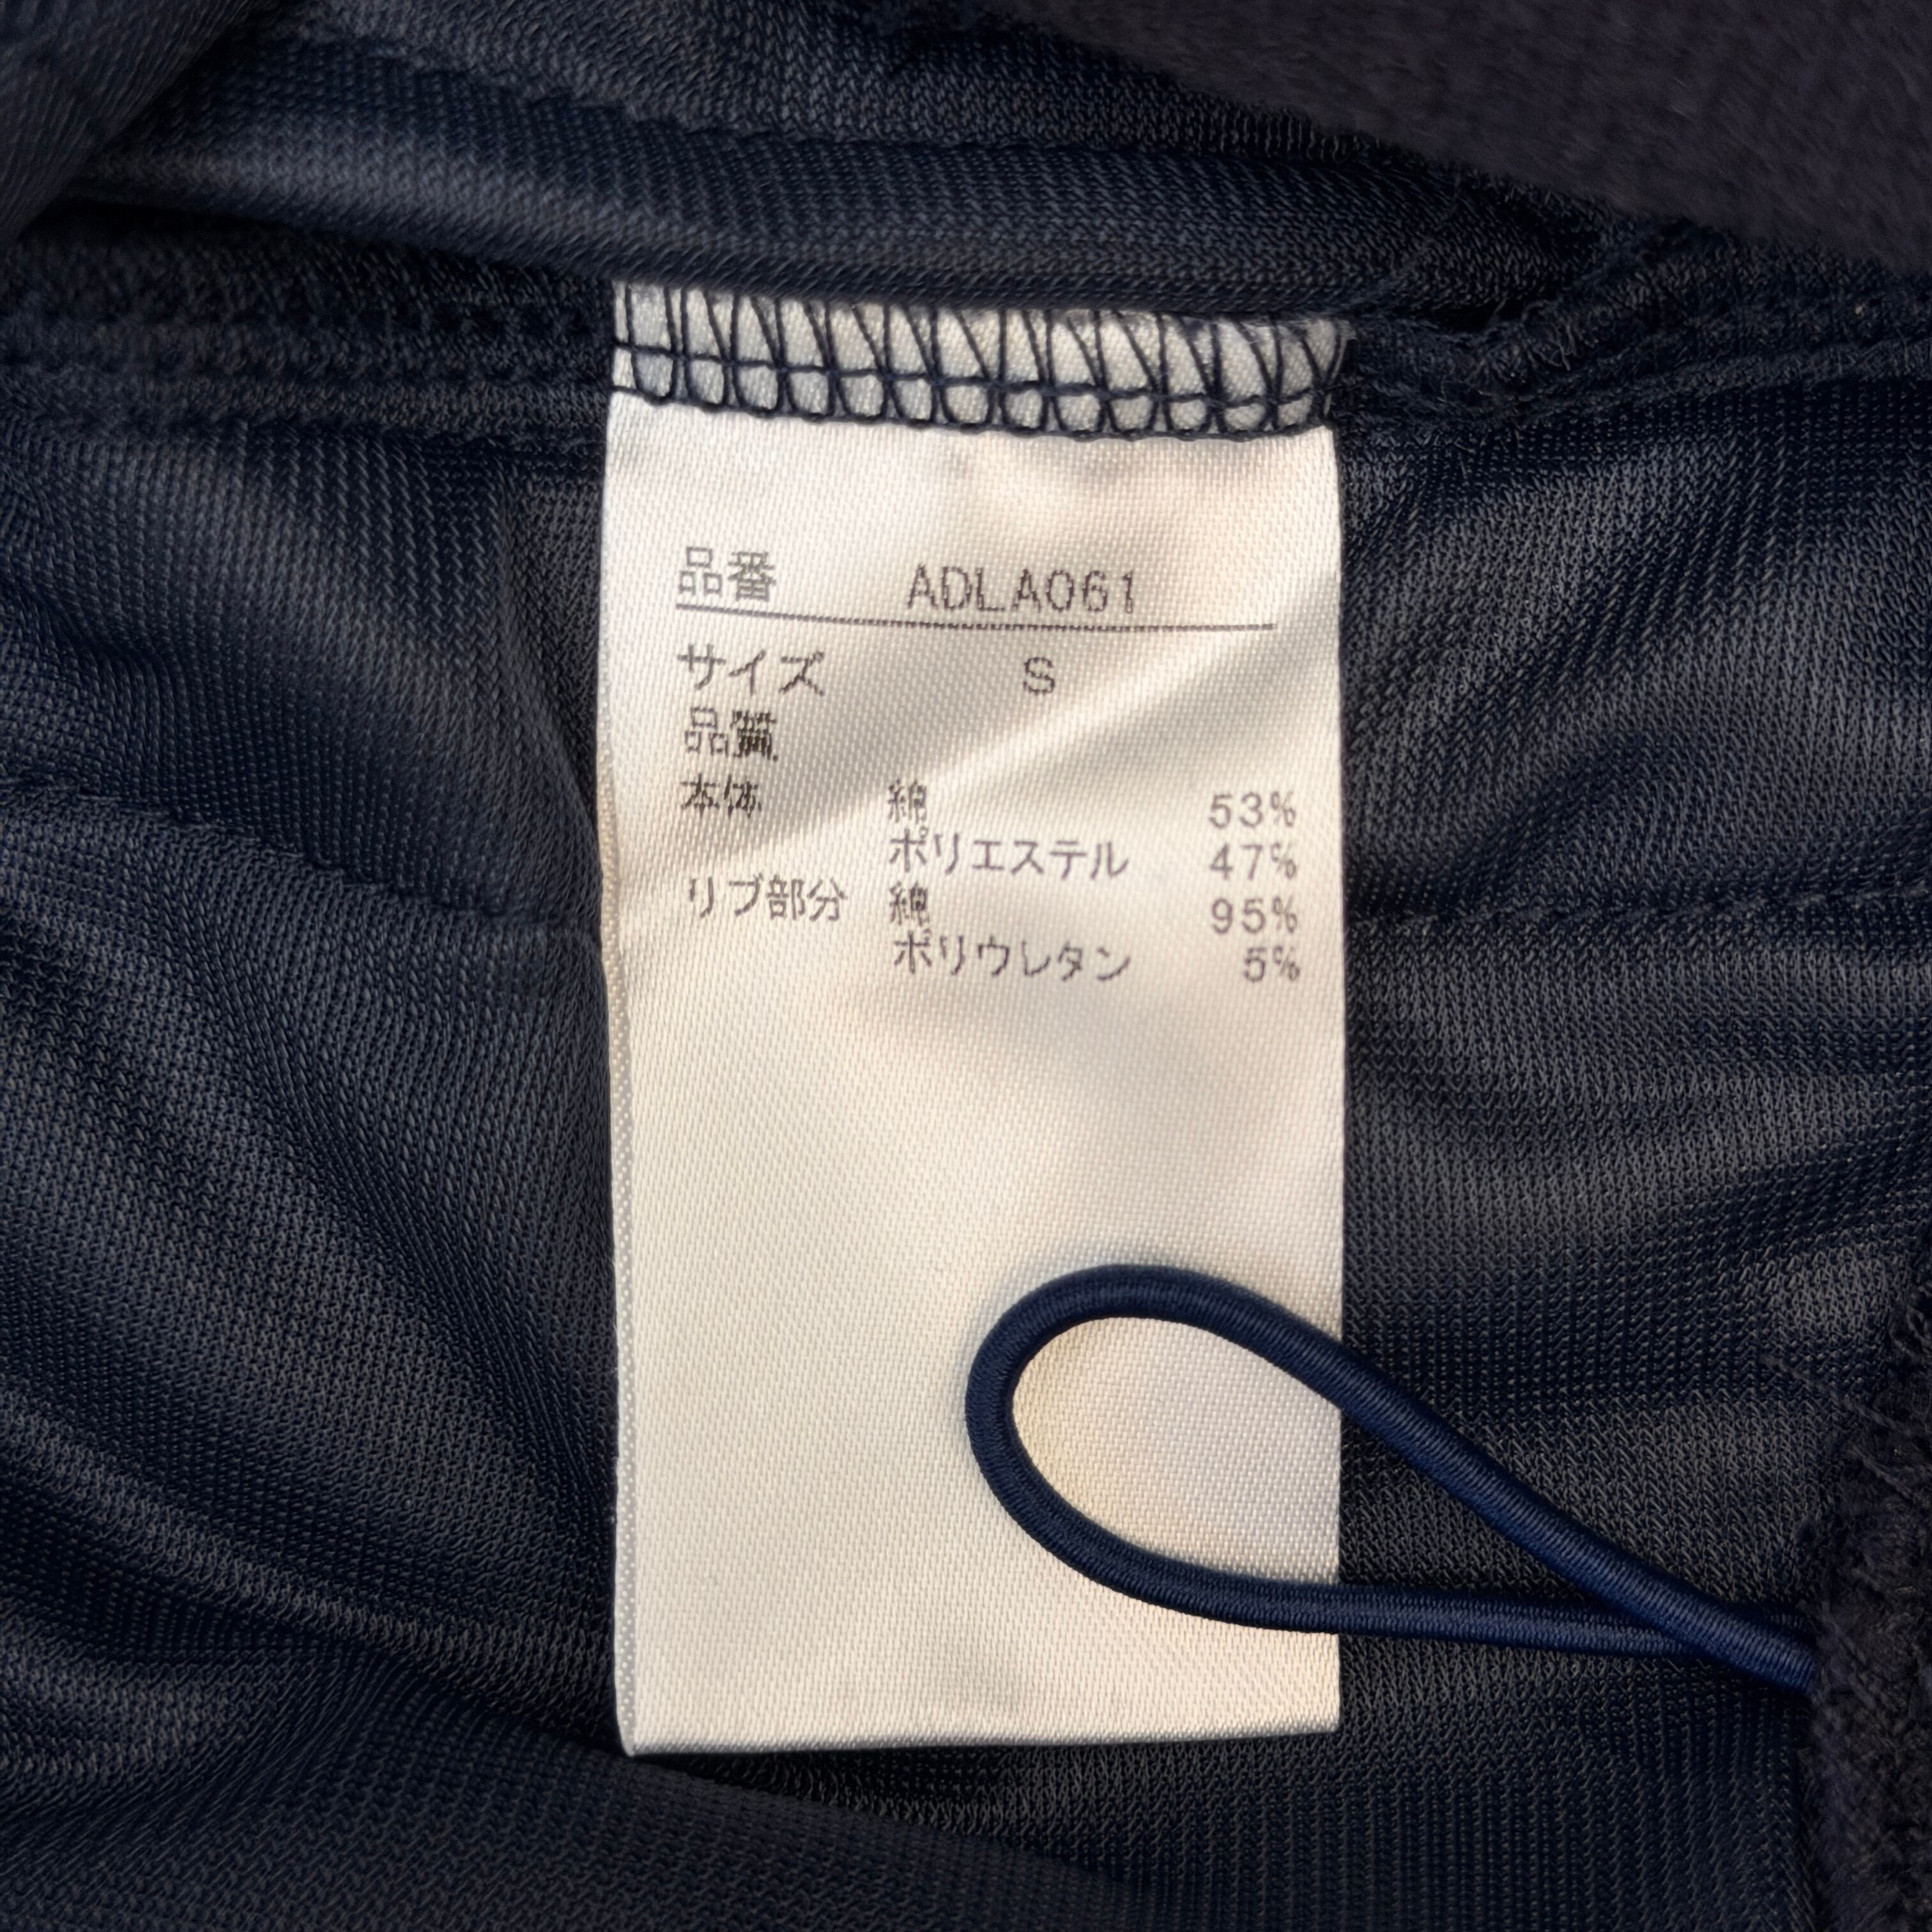 品番 ADLA061
サイズ S
品質
本体 綿 53%
ポリエステル 47%
リブ部分 綿 95%
ポリウレタン 5%